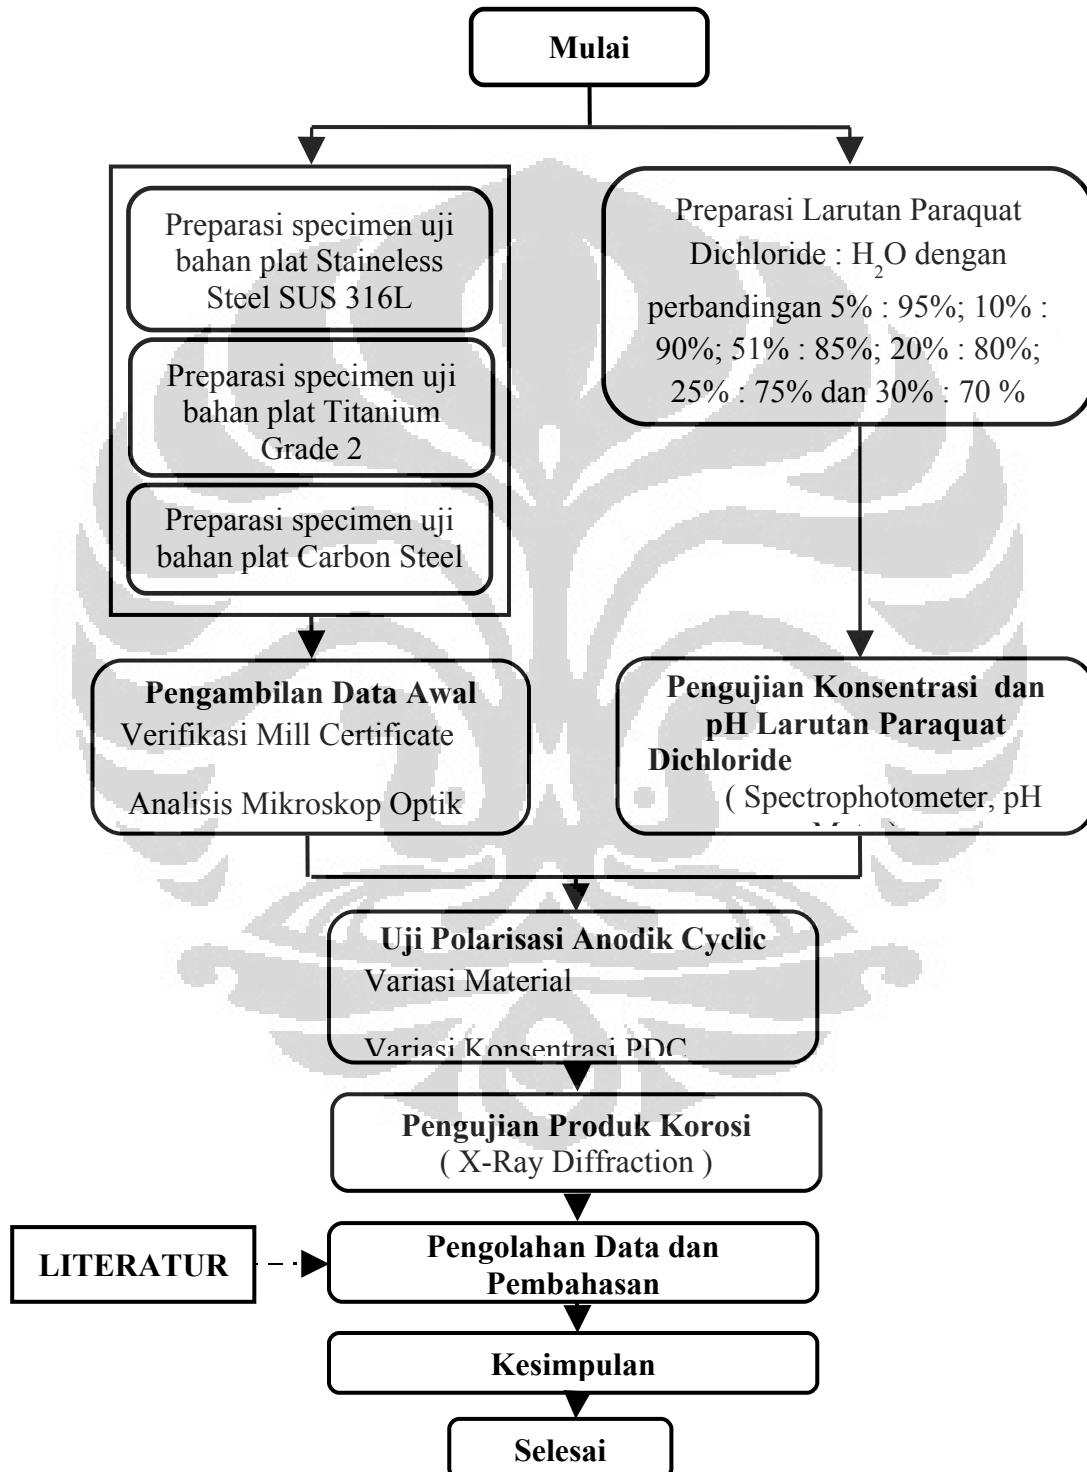 Mulai
Preparasi specimen uji
bahan plat Staineless
Steel SUS 316L
Preparasi specimen uji
bahan plat Titanium
Grade 2
Preparasi specimen uji
bahan plat Carbon Steel
Preparasi Larutan Paraquat
Dichloride : H₂O dengan
perbandingan 5% : 95%; 10% :
90%; 51% : 85%; 20% : 80%;
25% : 75% dan 30% : 70 %
Pengambilan Data Awal
Verifikasi Mill Certificate
Analisis Mikroskop Optik
Pengujian Konsentrasi dan
pH Larutan Paraquat
Dichloride
( Spectrophotometer, pH
Uji Polarisasi Anodik Cyclic
Variasi Material
Variasi Konsentrasi PDC
Pengujian Produk Korosi
( X-Ray Diffraction )
LITERATUR
Pengolahan Data dan
Pembahasan
Kesimpulan
Selesai